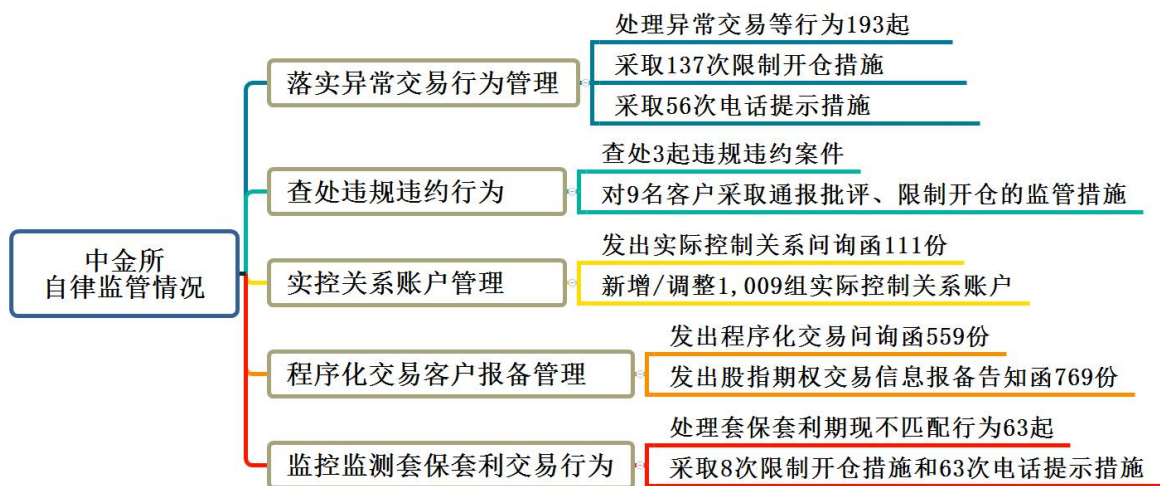 中金所
自律监管情况
落实异常交易行为管理
处理异常交易等行为193起
采取137次限制开仓措施
采取56次电话提示措施
查处违规违约行为
查处3起违规违约案件
对9名客户采取通报批评、限制开仓的监管措施
实控关系账户管理
发出实际控制关系问询函111份
新增/调整1,009组实际控制关系账户
程序化交易客户报备管理
发出程序化交易问询函559份
发出股指期权交易信息报备告知函769份
监控监测套保套利交易行为
处理套保套利期现不匹配行为63起
采取8次限制开仓措施和63次电话提示措施